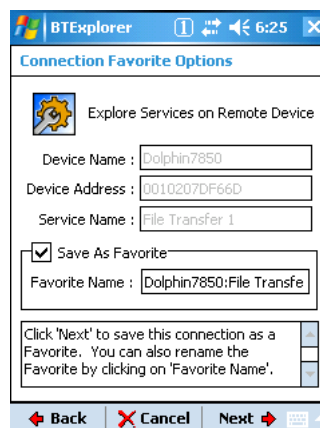 BTExplorer 6:25
Connection Favorite Options
Explore Services on Remote Device
Device Name : Dolphin7850
Device Address : 0010207DF66D
Service Name : File Transfer 1
Save As Favorite
Favorite Name : Dolphin7850:File Transfe
Click 'Next' to save this connection as a
Favorite. You can also rename the
Favorite by clicking on 'Favorite Name'.
Back Cancel Next